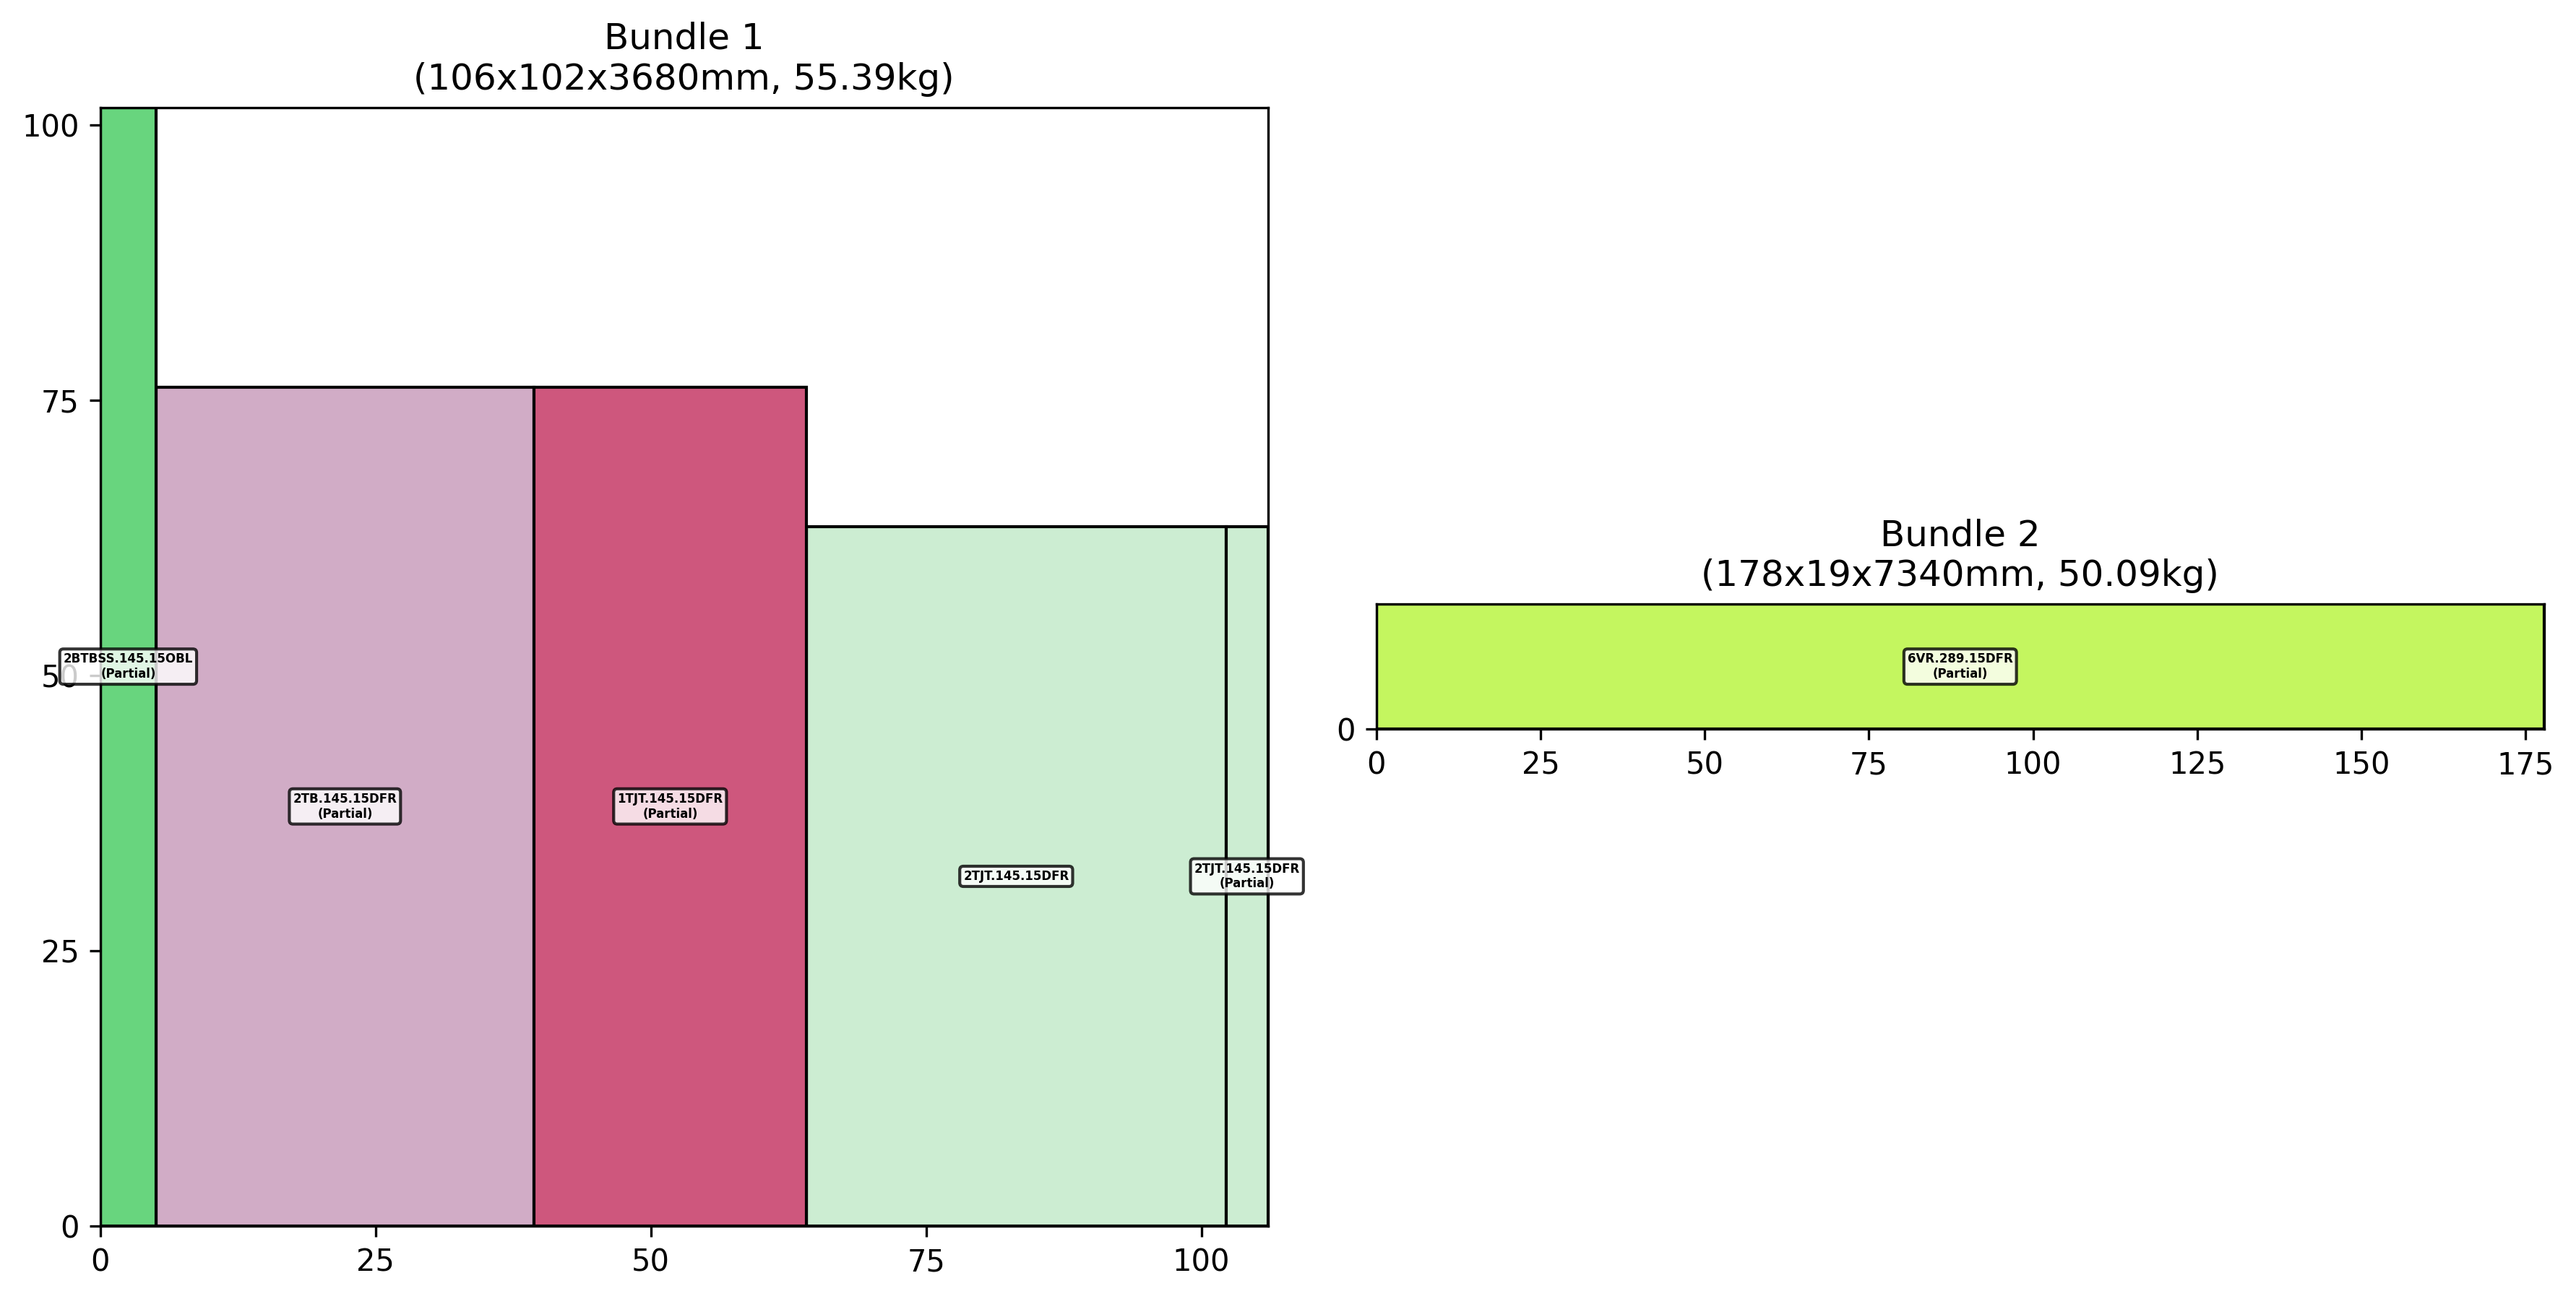 Bundle 1
(106x102x3680mm, 55.39kg)
100
75
50
25
0
2BTBSS.145.15OBL
(Partial)
2TB.145.15DFR
(Partial)
1TJT.145.15DFR
(Partial)
2TJT.145.15DFR
2TJT.145.15DFR
(Partial)
0 25 50 75 100
Bundle 2
(178x19x7340mm, 50.09kg)
6VR.289.15DFR
(Partial)
0
0 25 50 75 100 125 150 175